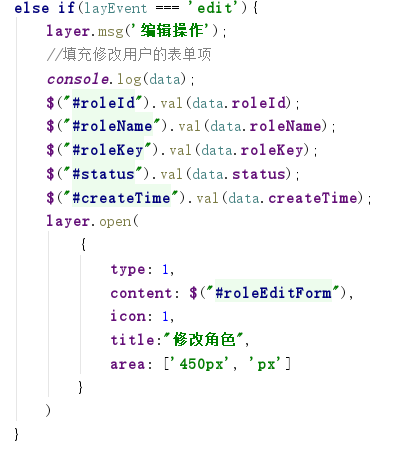 else if(layEvent === 'edit'){
layer.msg('编辑操作');
//填充修改用户的表单项
console.log(data);
$("#roleId").val(data.roleId);
$("#roleName").val(data.roleName);
$("#roleKey").val(data.roleKey);
$("#status").val(data.status);
$("#createTime").val(data.createTime);
layer.open(
{
type: 1,
content: $("#roleEditForm"),
icon: 1,
title:"修改角色",
area: ['450px', 'px']
}
)
}